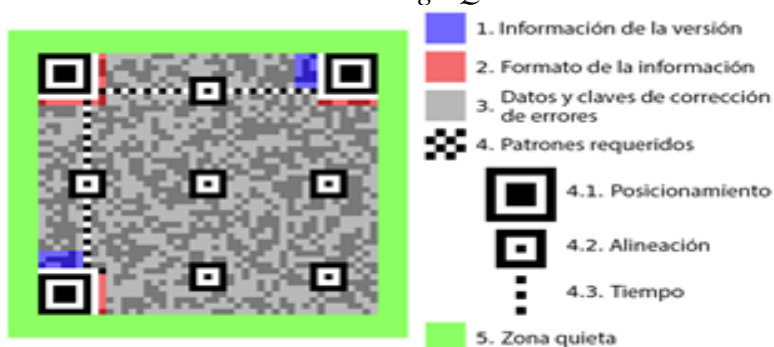 1. Información de la versión
2. Formato de la información
3. Datos y claves de corrección
de errores
4. Patrones requeridos
4.1. Posicionamiento
4.2. Alineación
4.3. Tiempo
5. Zona quieta